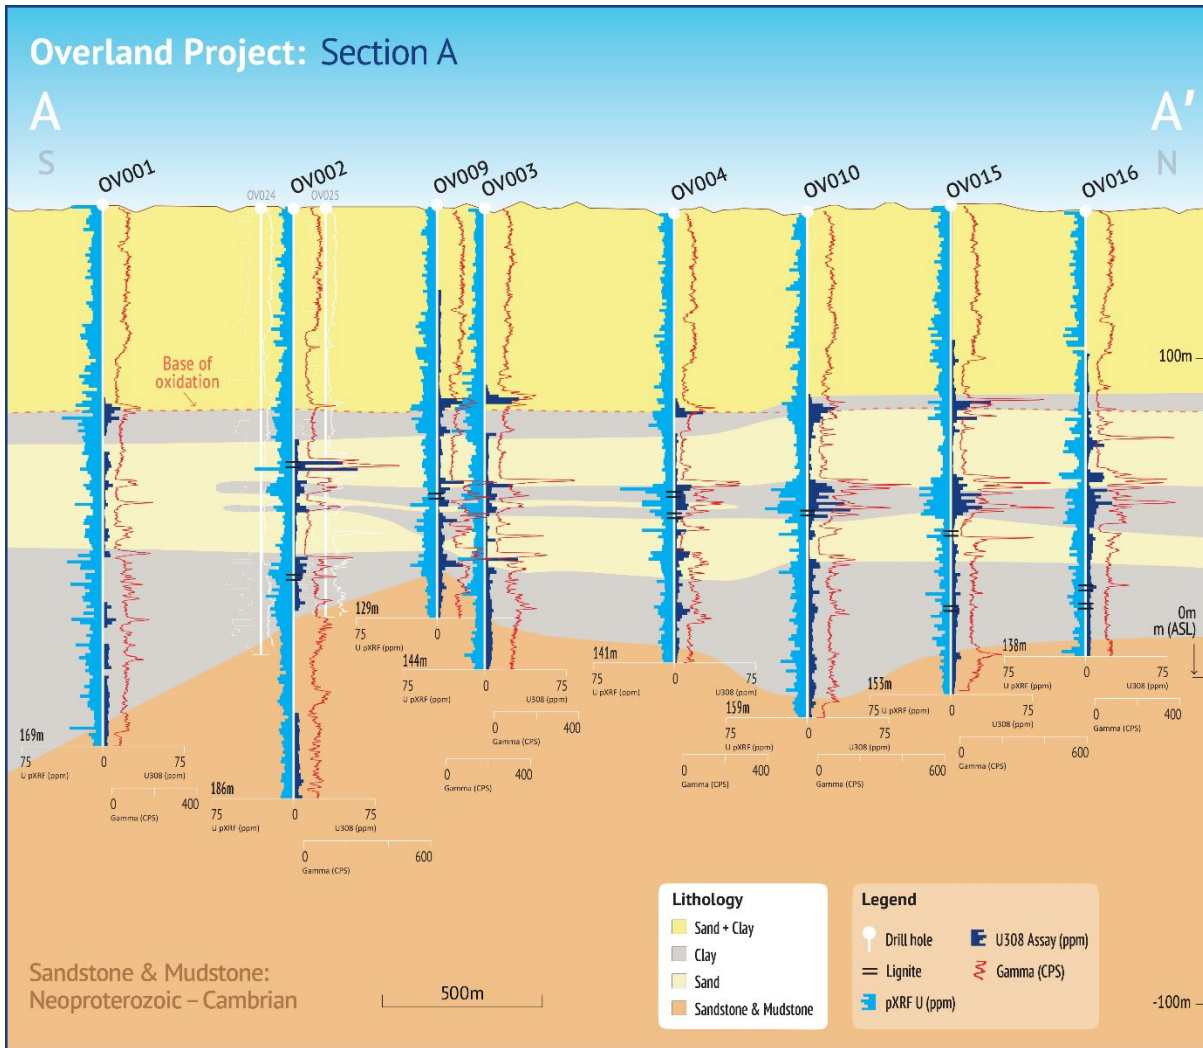 Overland Project: Section A
A
A'
S
N
OV001
OV024
OV002
OV025
OV009
OV003
OV004
OV010
OV015
OV016
Base of
oxidation
100m
0m
m (ASL)
129m
75
0
U pXRF (ppm)
144m
75
0
75
U pXRF (ppm)
U308 (ppm)
0
400
Gamma (CPS)
0
400
141m
75
0
75
U pXRF (ppm)
U308 (ppm)
0
400
Gamma (CPS)
138m
75
0
75
U pXRF (ppm)
U308 (ppm)
0
400
Gamma (CPS)
153m
75
U pXRF (ppm)
0
75
U308 (ppm)
0
600
Gamma (CPS)
159m
75
0
75
U pXRF (ppm)
U308 (ppm)
0
600
Gamma (CPS)
169m
75
0
75
U pXRF (ppm)
U308 (ppm)
0
400
Gamma (CPS)
186m
75
0
75
U pXRF (ppm)
U308 (ppm)
0
600
Gamma (CPS)
Lithology
Sand + Clay
Clay
Sand
Sandstone & Mudstone
Legend
Drill hole
Lignite
pXRF U (ppm)
U308 Assay (ppm)
Gamma (CPS)
Sandstone & Mudstone:
Neoproterozoic – Cambrian
500m
-100m